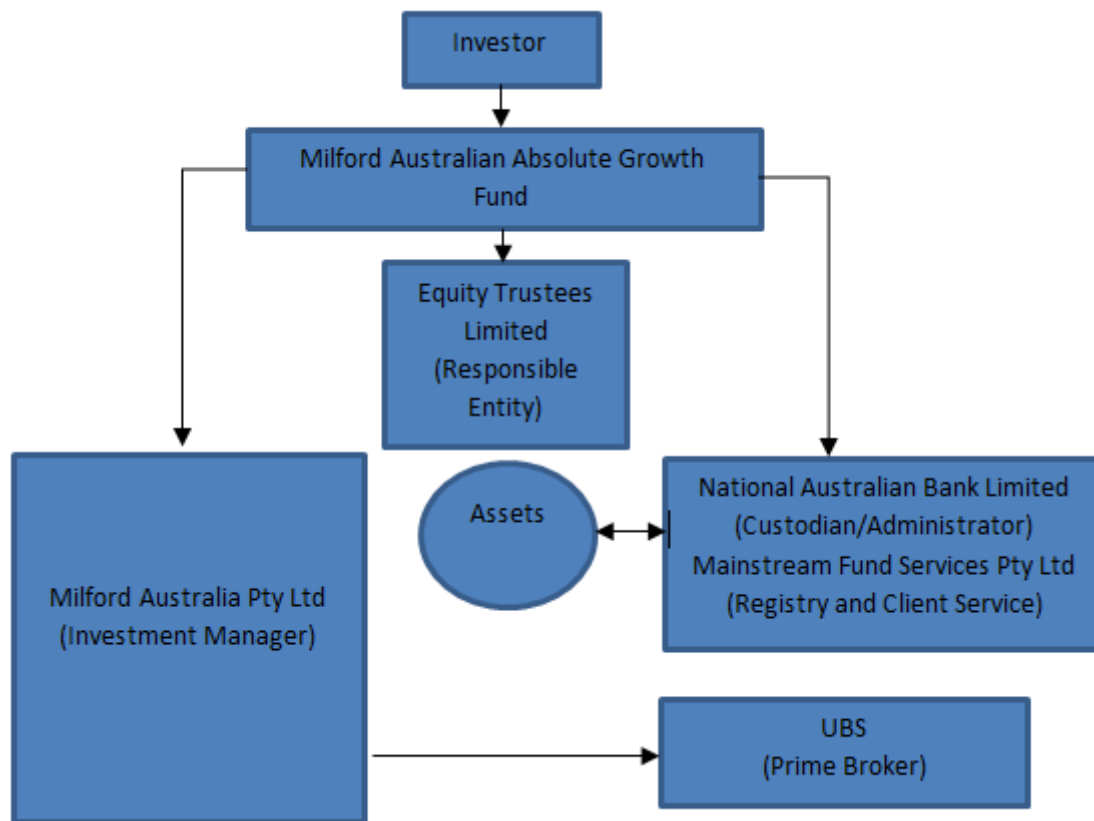 Investor
Milford Australian Absolute Growth
Fund
Equity Trustees
Limited
(Responsible
Entity)
Assets
National Australian Bank Limited
(Custodian/Administrator)
Mainstream Fund Services Pty Ltd
(Registry and Client Service)
Milford Australia Pty Ltd
(Investment Manager)
UBS
(Prime Broker)